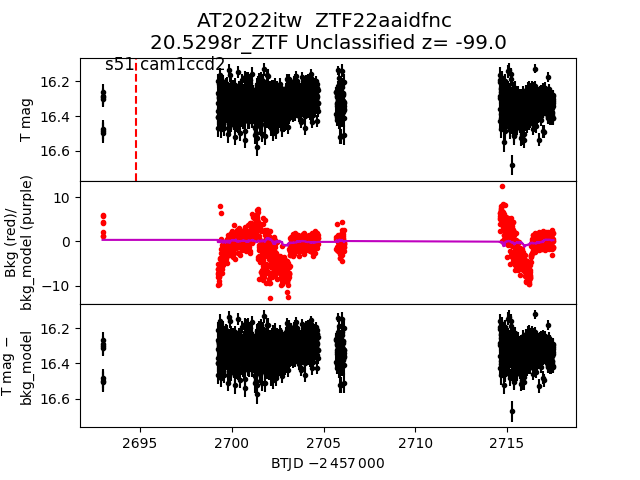 AT2022itw  ZTF22aaidfnc
20.5298r_ZTF Unclassified z= -99.0
s51 cam1ccd2
T mag
16.2
16.4
16.6
Bkg (red)/
bkg_model (purple)
10
0
−10
T mag −
bkg_model
16.2
16.4
16.6
2695
2700
2705
2710
2715
BTJD −2 457 000